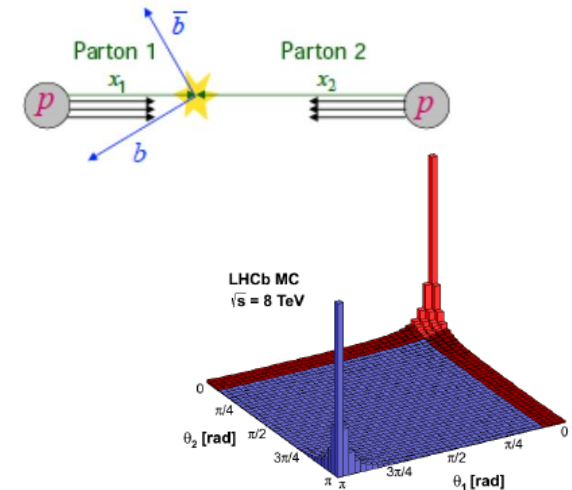 b̅
Parton 1 Parton 2
x₁ x₂
p p
b
LHCb MC
√s = 8 TeV
0 0
π/4 π/4
π/2 π/2
3π/4 3π/4
π π
θ₂ [rad] θ₁ [rad]